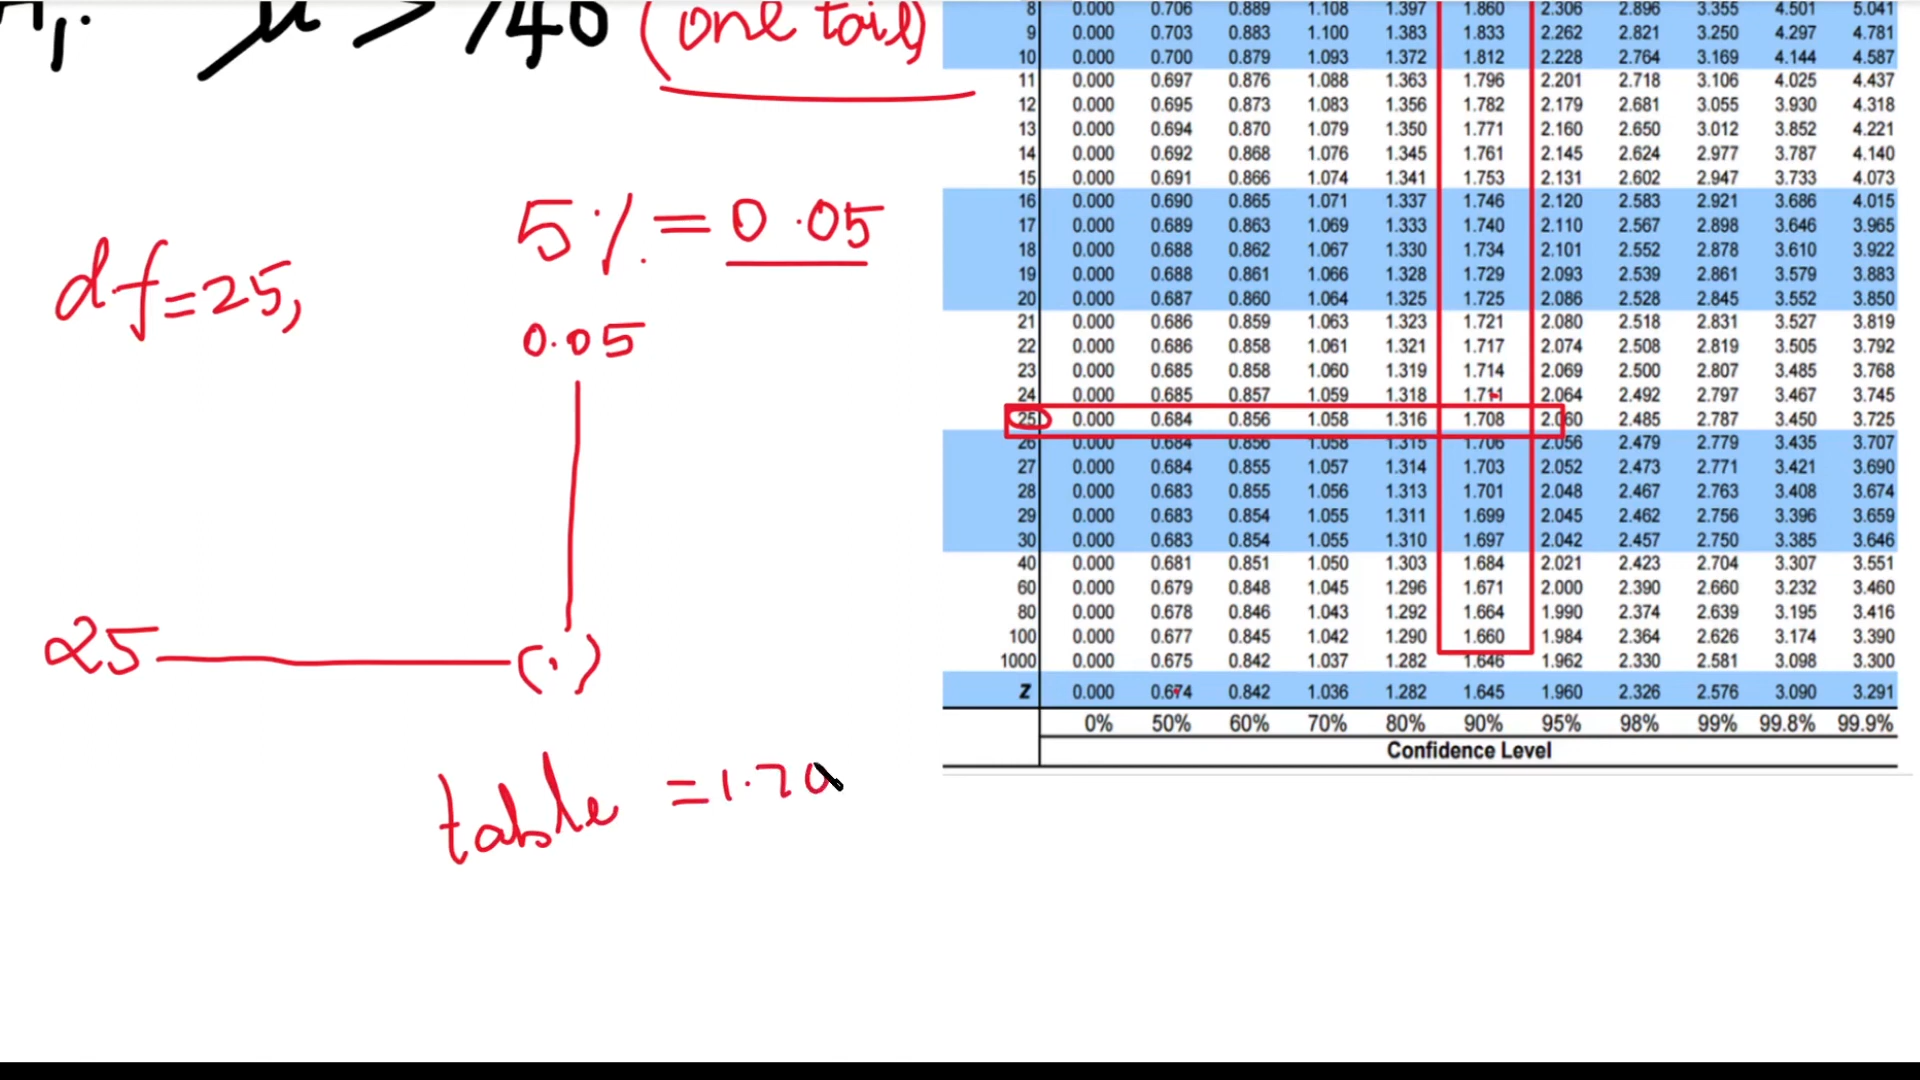 H₁: μ > 140 (one tail)
5% = 0.05
df=25,
0.05
25 (.)
table =1.70
8 0.000 0.706 0.889 1.108 1.397 1.860 2.306 2.896 3.355 4.501 5.041
9 0.000 0.703 0.883 1.100 1.383 1.833 2.262 2.821 3.250 4.297 4.781
10 0.000 0.700 0.879 1.093 1.372 1.812 2.228 2.764 3.169 4.144 4.587
11 0.000 0.697 0.876 1.088 1.363 1.796 2.201 2.718 3.106 4.025 4.437
12 0.000 0.695 0.873 1.083 1.356 1.782 2.179 2.681 3.055 3.930 4.318
13 0.000 0.694 0.870 1.079 1.350 1.771 2.160 2.650 3.012 3.852 4.221
14 0.000 0.692 0.868 1.076 1.345 1.761 2.145 2.624 2.977 3.787 4.140
15 0.000 0.691 0.866 1.074 1.341 1.753 2.131 2.602 2.947 3.733 4.073
16 0.000 0.690 0.865 1.071 1.337 1.746 2.120 2.583 2.921 3.686 4.015
17 0.000 0.689 0.863 1.069 1.333 1.740 2.110 2.567 2.898 3.646 3.965
18 0.000 0.688 0.862 1.067 1.330 1.734 2.101 2.552 2.878 3.610 3.922
19 0.000 0.688 0.861 1.066 1.328 1.729 2.093 2.539 2.861 3.579 3.883
20 0.000 0.687 0.860 1.064 1.325 1.725 2.086 2.528 2.845 3.552 3.850
21 0.000 0.686 0.859 1.063 1.323 1.721 2.080 2.518 2.831 3.527 3.819
22 0.000 0.686 0.858 1.061 1.321 1.717 2.074 2.508 2.819 3.505 3.792
23 0.000 0.685 0.858 1.060 1.319 1.714 2.069 2.500 2.807 3.485 3.768
24 0.000 0.685 0.857 1.059 1.318 1.711 2.064 2.492 2.797 3.467 3.745
25 0.000 0.684 0.856 1.058 1.316 1.708 2.060 2.485 2.787 3.450 3.725
26 0.000 0.684 0.856 1.058 1.315 1.706 2.056 2.479 2.779 3.435 3.707
27 0.000 0.684 0.855 1.057 1.314 1.703 2.052 2.473 2.771 3.421 3.690
28 0.000 0.683 0.855 1.056 1.313 1.701 2.048 2.467 2.763 3.408 3.674
29 0.000 0.683 0.854 1.055 1.311 1.699 2.045 2.462 2.756 3.396 3.659
30 0.000 0.683 0.854 1.055 1.310 1.697 2.042 2.457 2.750 3.385 3.646
40 0.000 0.681 0.851 1.050 1.303 1.684 2.021 2.423 2.704 3.307 3.551
60 0.000 0.679 0.848 1.045 1.296 1.671 2.000 2.390 2.660 3.232 3.460
80 0.000 0.678 0.846 1.043 1.292 1.664 1.990 2.374 2.639 3.195 3.416
100 0.000 0.677 0.845 1.042 1.290 1.660 1.984 2.364 2.626 3.174 3.390
1000 0.000 0.675 0.842 1.037 1.282 1.646 1.962 2.330 2.581 3.098 3.300
Z 0.000 0.674 0.842 1.036 1.282 1.645 1.960 2.326 2.576 3.090 3.291
0% 50% 60% 70% 80% 90% 95% 98% 99% 99.8% 99.9%
Confidence Level